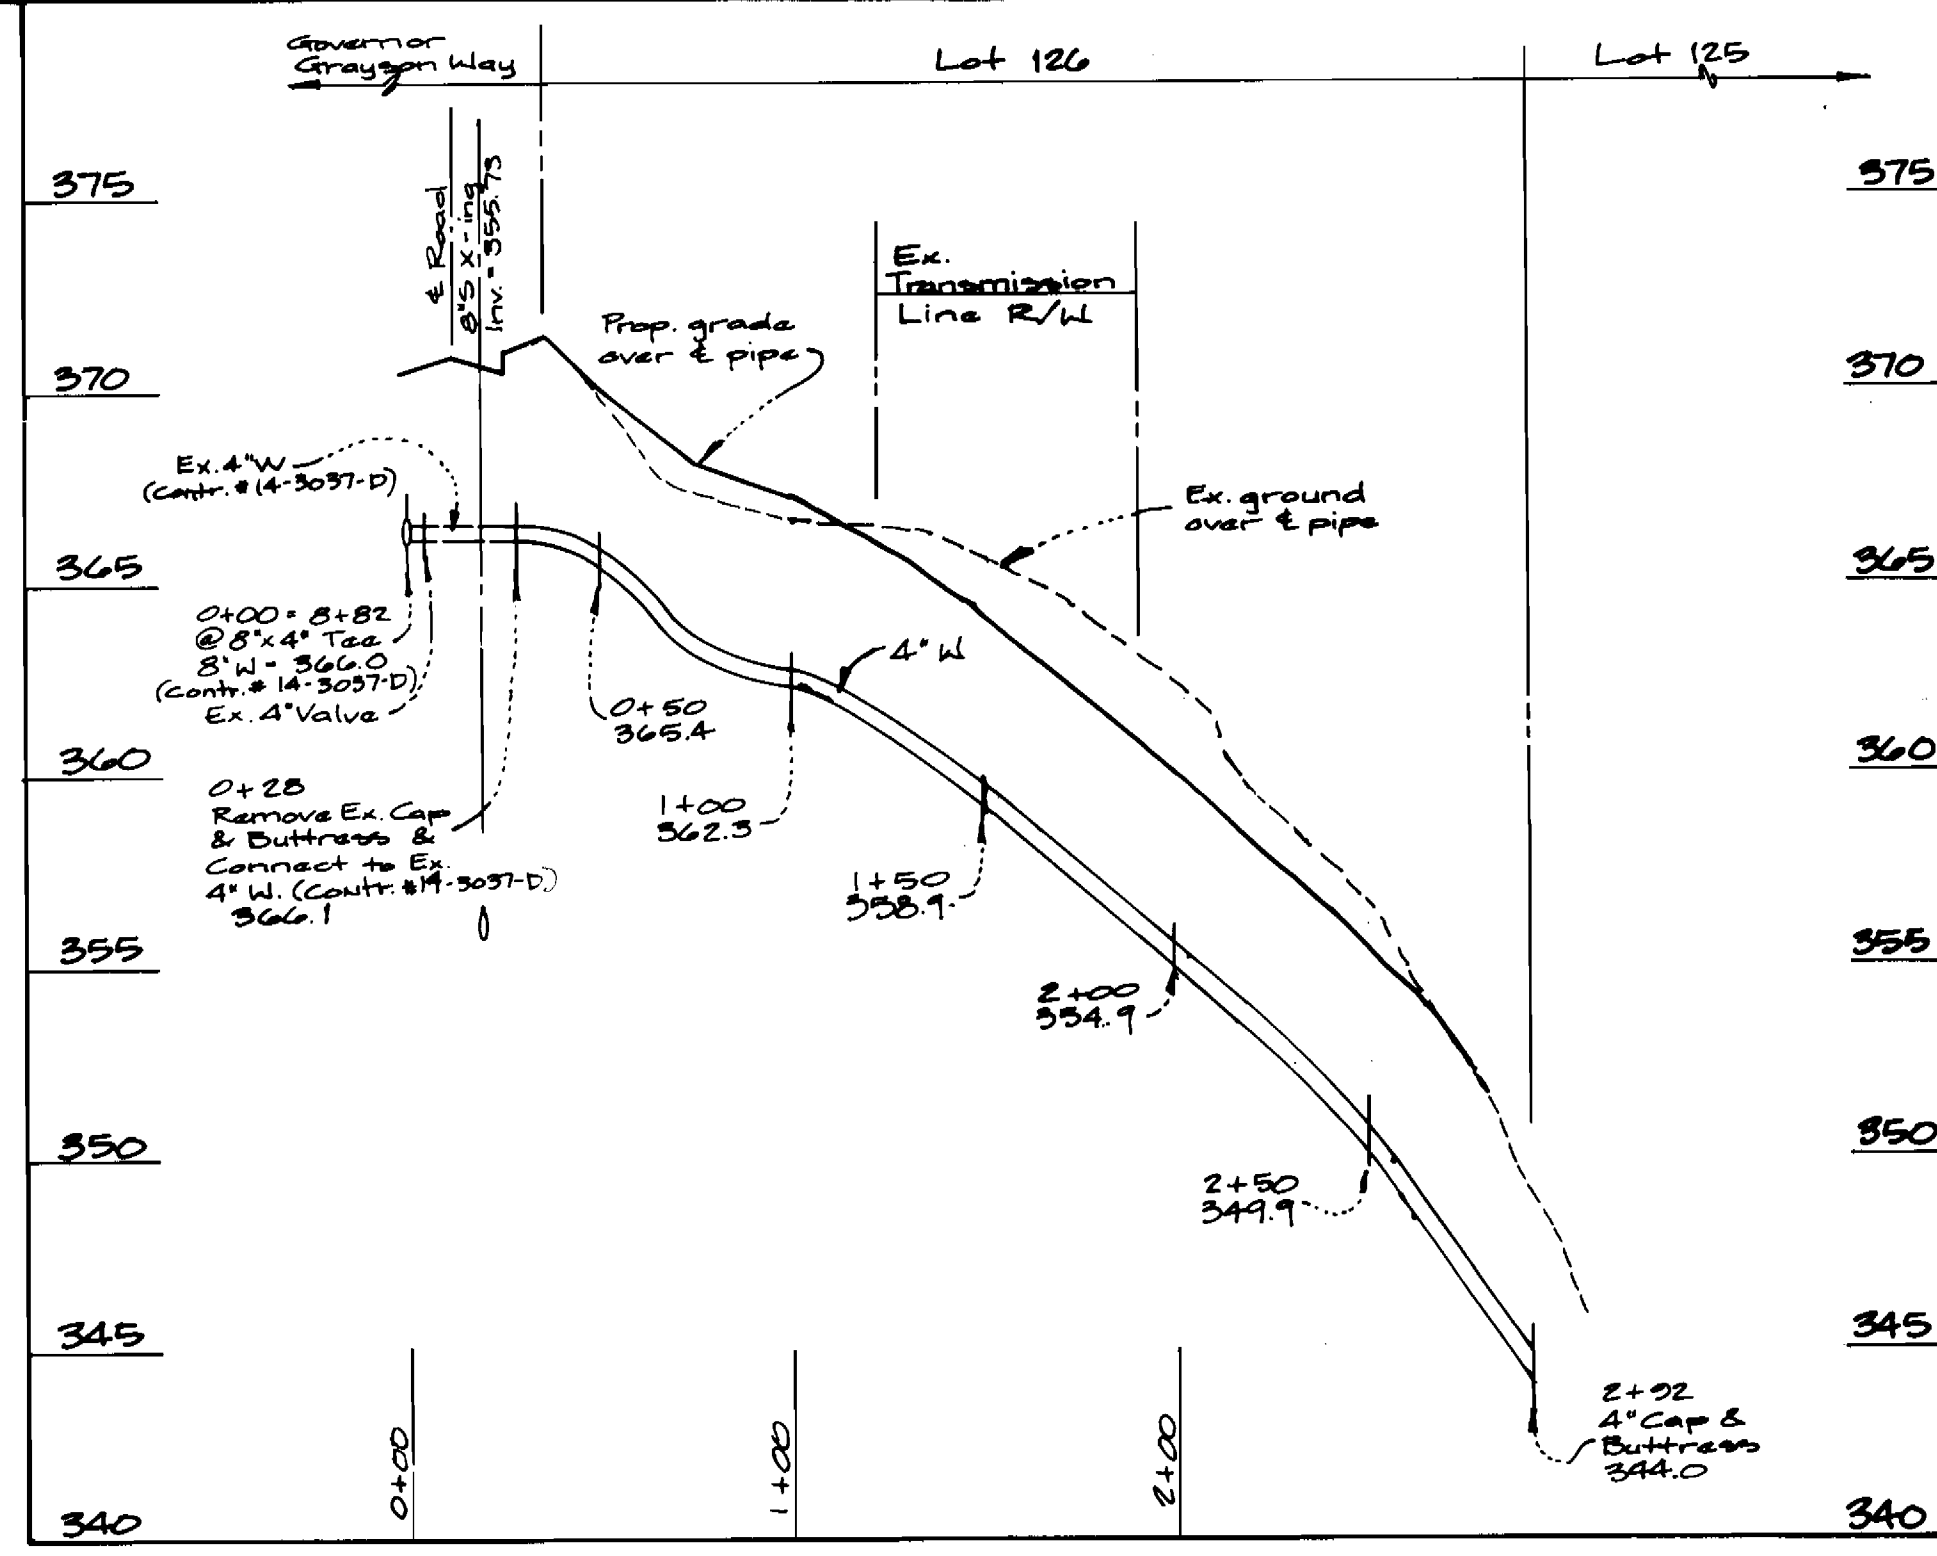 Governor
Grayson Way
Lot 126
Lot 125
375
375
℄ Road
8"S X-ing
Inv. = 355.73
Ex.
Transmission
Line R/W
Prop. grade
over ℄ pipe
370
370
Ex. 4"W
(Contr. # 14-3037-D)
Ex. ground
over ℄ pipe
365
365
0+00 = 8+82
@ 8"x4" Tee
8"W = 366.0
(Contr. # 14-3037-D)
Ex. 4" Valve
4" W
0+50
365.4
360
360
0+28
Remove Ex. Cap
& Buttress &
Connect to Ex.
4" W. (Contr. #14-3037-D)
366.1
1+00
362.3
1+50
358.9
355
355
2+00
354.9
350
350
2+50
349.9
345
345
2+92
4" Cap &
Buttress
344.0
0+00
1+00
2+00
340
340